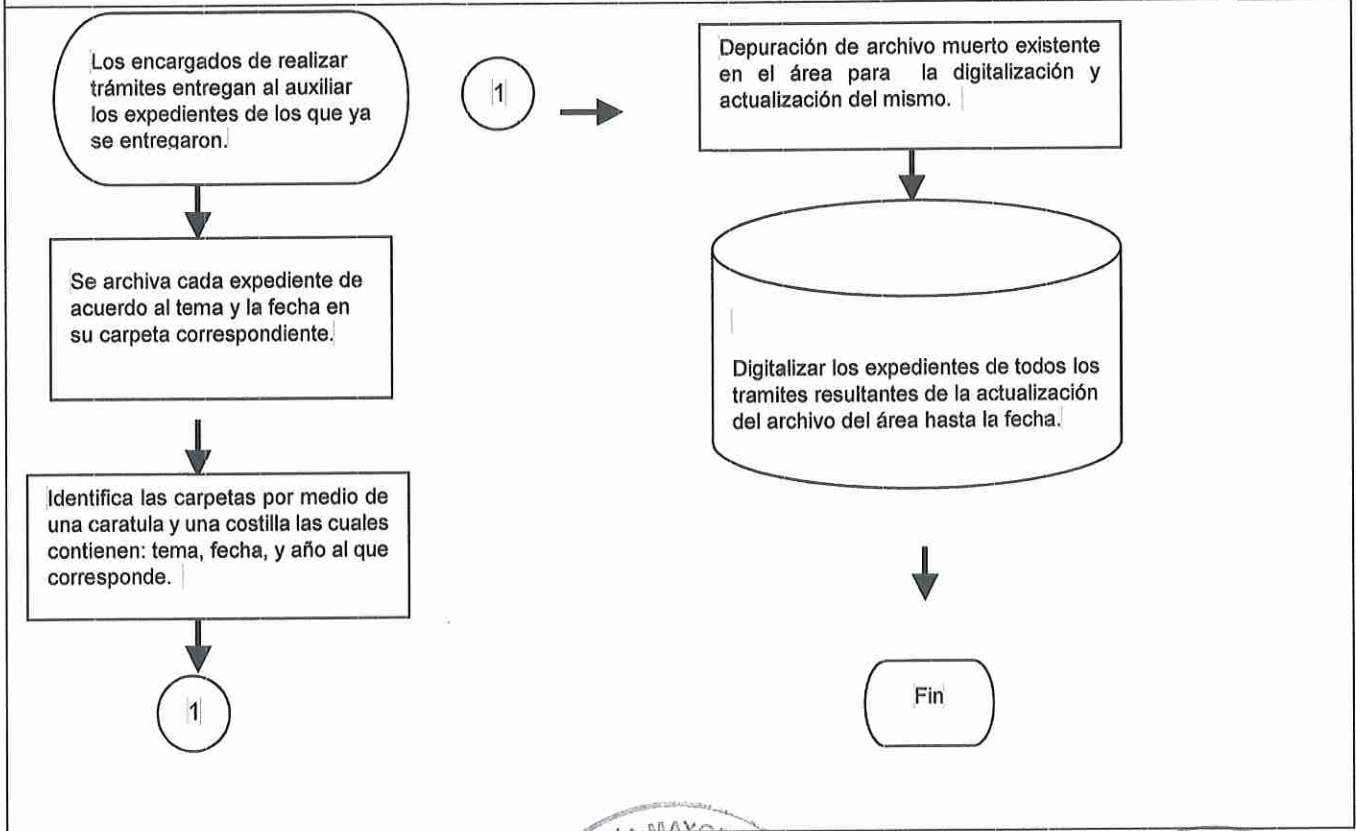 Los encargados de realizar
trámites entregan al auxiliar
los expedientes de los que ya
se entregaron.
Se archiva cada expediente de
acuerdo al tema y la fecha en
su carpeta correspondiente.
Identifica las carpetas por medio de
una caratula y una costilla las cuales
contienen: tema, fecha, y año al que
corresponde.
1
1
Depuración de archivo muerto existente
en el área para la digitalización y
actualización del mismo.
Digitalizar los expedientes de todos los
tramites resultantes de la actualización
del archivo del área hasta la fecha.
Fin